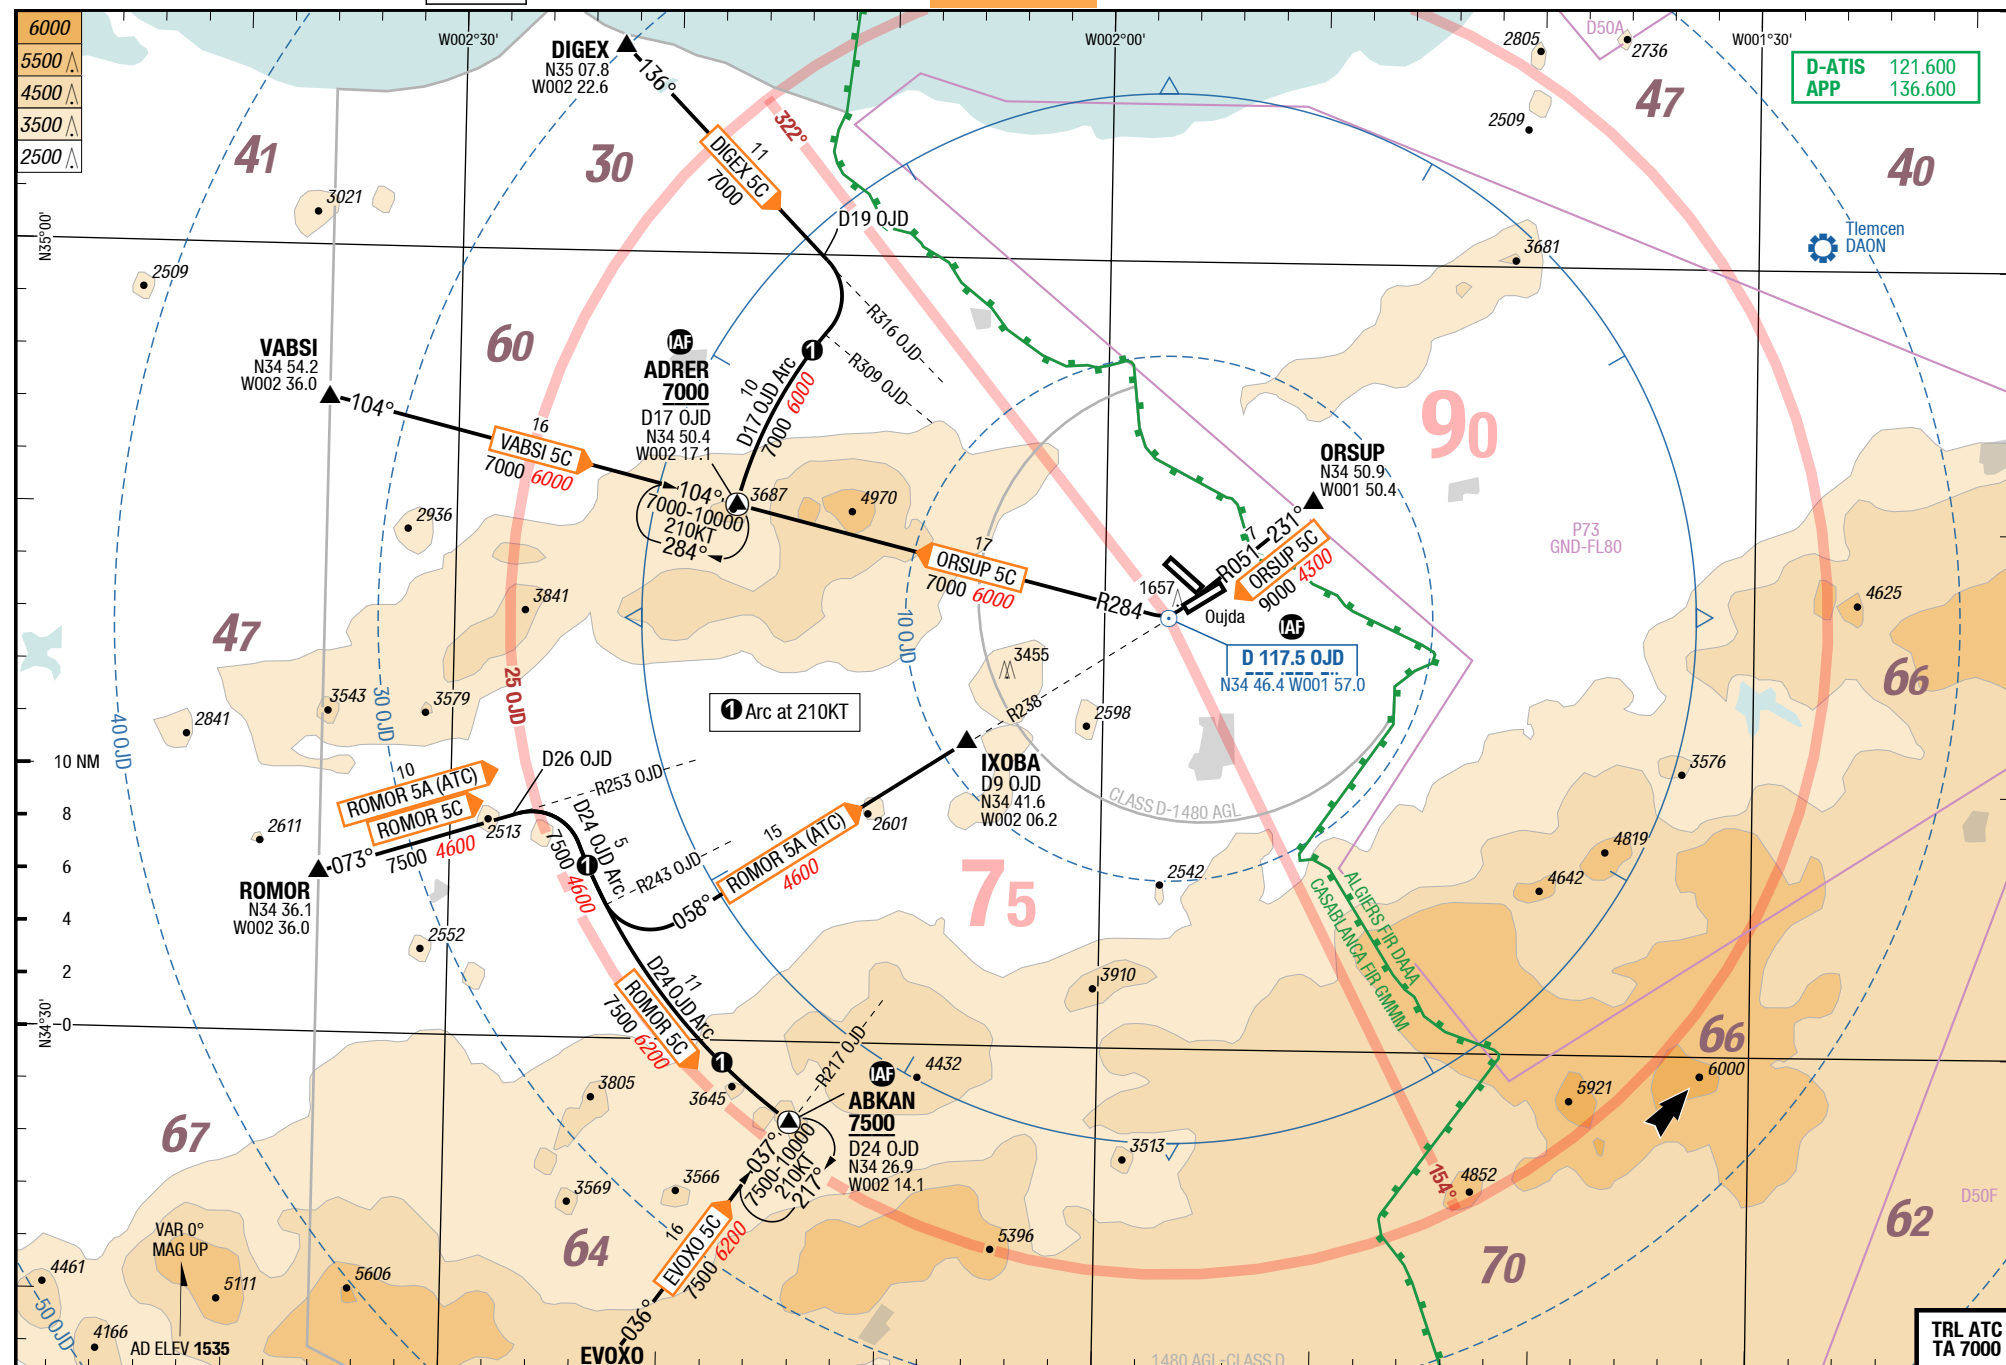 6000
5500
4500
3500
2500
W002°30'
W002°00'
W001°30'
DIGEX
N35 07.8
W002 22.6
136°
322°
D50A
2805
2736
2509
47
D-ATIS 121.600
APP 136.600
41
30
40
11
DIGEX 5C
7000
3021
D19 OJD
N35°00'
2509
Tlemcen
DAON
3681
VABSI
N34 54.2
W002 36.0
60
IAF
ADRER
7000
D17 OJD
N34 50.4
W002 17.1
R316 OJD
R309 OJD
1
10
D17 OJD Arc
7000 6000
104°
16
VABSI 5C
7000 6000
90
ORSUP
N34 50.9
W001 50.4
104°
7000-10000
210KT
284°
3687
4970
2936
17
ORSUP 5C
7000 6000
R284
1657
R051
7
231°
ORSUP 5C
9000 4300
P73
GND-FL80
3841
47
Oujda
IAF
D 117.5 OJD
N34 46.4 W001 57.0
4625
66
10 OJD
25 OJD
30 OJD
40 OJD
3455
3543
3579
2841
1 Arc at 210KT
R238
2598
10 NM
8
6
4
2
0
D26 OJD
R253 OJD
10
ROMOR 5A (ATC)
ROMOR 5C
2513
073°
7500 4600
ROMOR
N34 36.1
W002 36.0
2611
IXOBA
D9 OJD
N34 41.6
W002 06.2
CLASS D-1480 AGL
3576
5
D24 OJD Arc
7500 4600
1
R243 OJD
15
ROMOR 5A (ATC)
4600
2601
058°
75
2542
4819
4642
ALGIERS FIR DAAA
CASABLANCA FIR GMMM
2552
N34°30'
11
D24 OJD Arc
ROMOR 5C
7500 6200
1
3910
66
6000
5921
R217 OJD
IAF
ABKAN
7500
D24 OJD
N34 26.9
W002 14.1
4432
3805
3645
67
037°
7500-10000
210KT
217°
3566
3569
3513
154°
4852
D50F
62
70
64
16
EVOXO 5C
7500 6200
036°
EVOXO
5396
VAR 0°
MAG UP
4461
5111
5606
4166
50 OJD
AD ELEV 1535
1480 AGL-CLASS D
TRL ATC
TA 7000